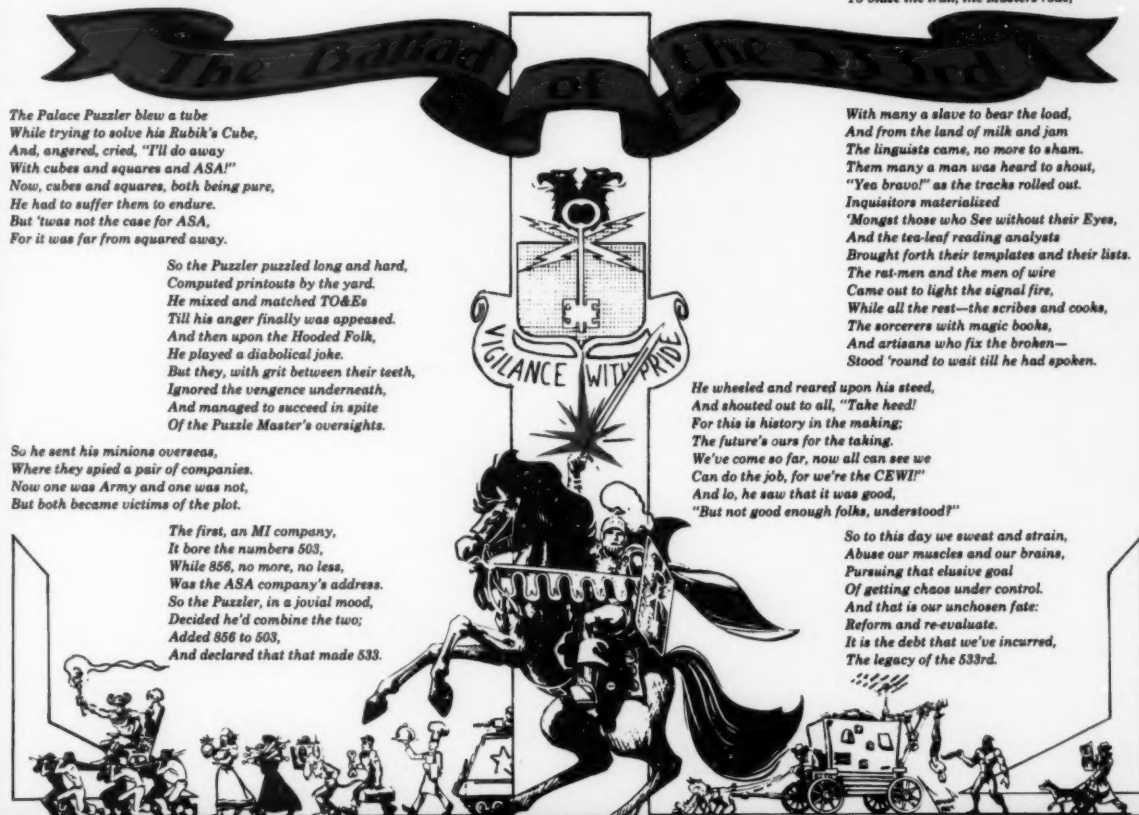 The Ballad of the 533rd
The Palace Puzzler blew a tube
While trying to solve his Rubik's Cube,
And, angered, cried, "I'll do away
With cubes and squares and ASA!"
Now, cubes and squares, both being pure,
He had to suffer them to endure.
But 'twas not the case for ASA,
For it was far from squared away.
So the Puzzler puzzled long and hard,
Computed printouts by the yard.
He mixed and matched TO&Es
Till his anger finally was appeased.
And then upon the Hooded Folk,
He played a diabolical joke.
But they, with grit between their teeth,
Ignored the vengence underneath,
And managed to succeed in spite
Of the Puzzle Master's oversights.
So he sent his minions overseas,
Where they spied a pair of companies.
Now one was Army and one was not,
But both became victims of the plot.
The first, an MI company,
It bore the numbers 503,
While 856, no more, no less,
Was the ASA company's address.
So the Puzzler, in a jovial mood,
Decided he'd combine the two;
Added 856 to 503,
And declared that that made 533.
VIGILANCE WITH PRIDE
With many a slave to bear the load,
And from the land of milk and jam
The linguists came, no more to sham.
Them many a man was heard to shout,
"Yea bravo!" as the tracks rolled out.
Inquisitors materialized
'Mongst those who See without their Eyes,
And the tea-leaf reading analysts
Brought forth their templates and their lists.
The rat-men and the men of wire
Came out to light the signal fire,
While all the rest—the scribes and cooks,
The sorcerers with magic books,
And artisans who fix the broken—
Stood 'round to wait till he had spoken.
He wheeled and reared upon his steed,
And shouted out to all, "Take heed!
For this is history in the making;
The future's ours for the taking.
We've come so far, now all can see we
Can do the job, for we're the CEWI!"
And lo, he saw that it was good,
"But not good enough folks, understood?"
So to this day we sweat and strain,
Abuse our muscles and our brains,
Pursuing that elusive goal
Of getting chaos under control.
And that is our unchosen fate:
Reform and re-evaluate.
It is the debt that we've incurred,
The legacy of the 533rd.